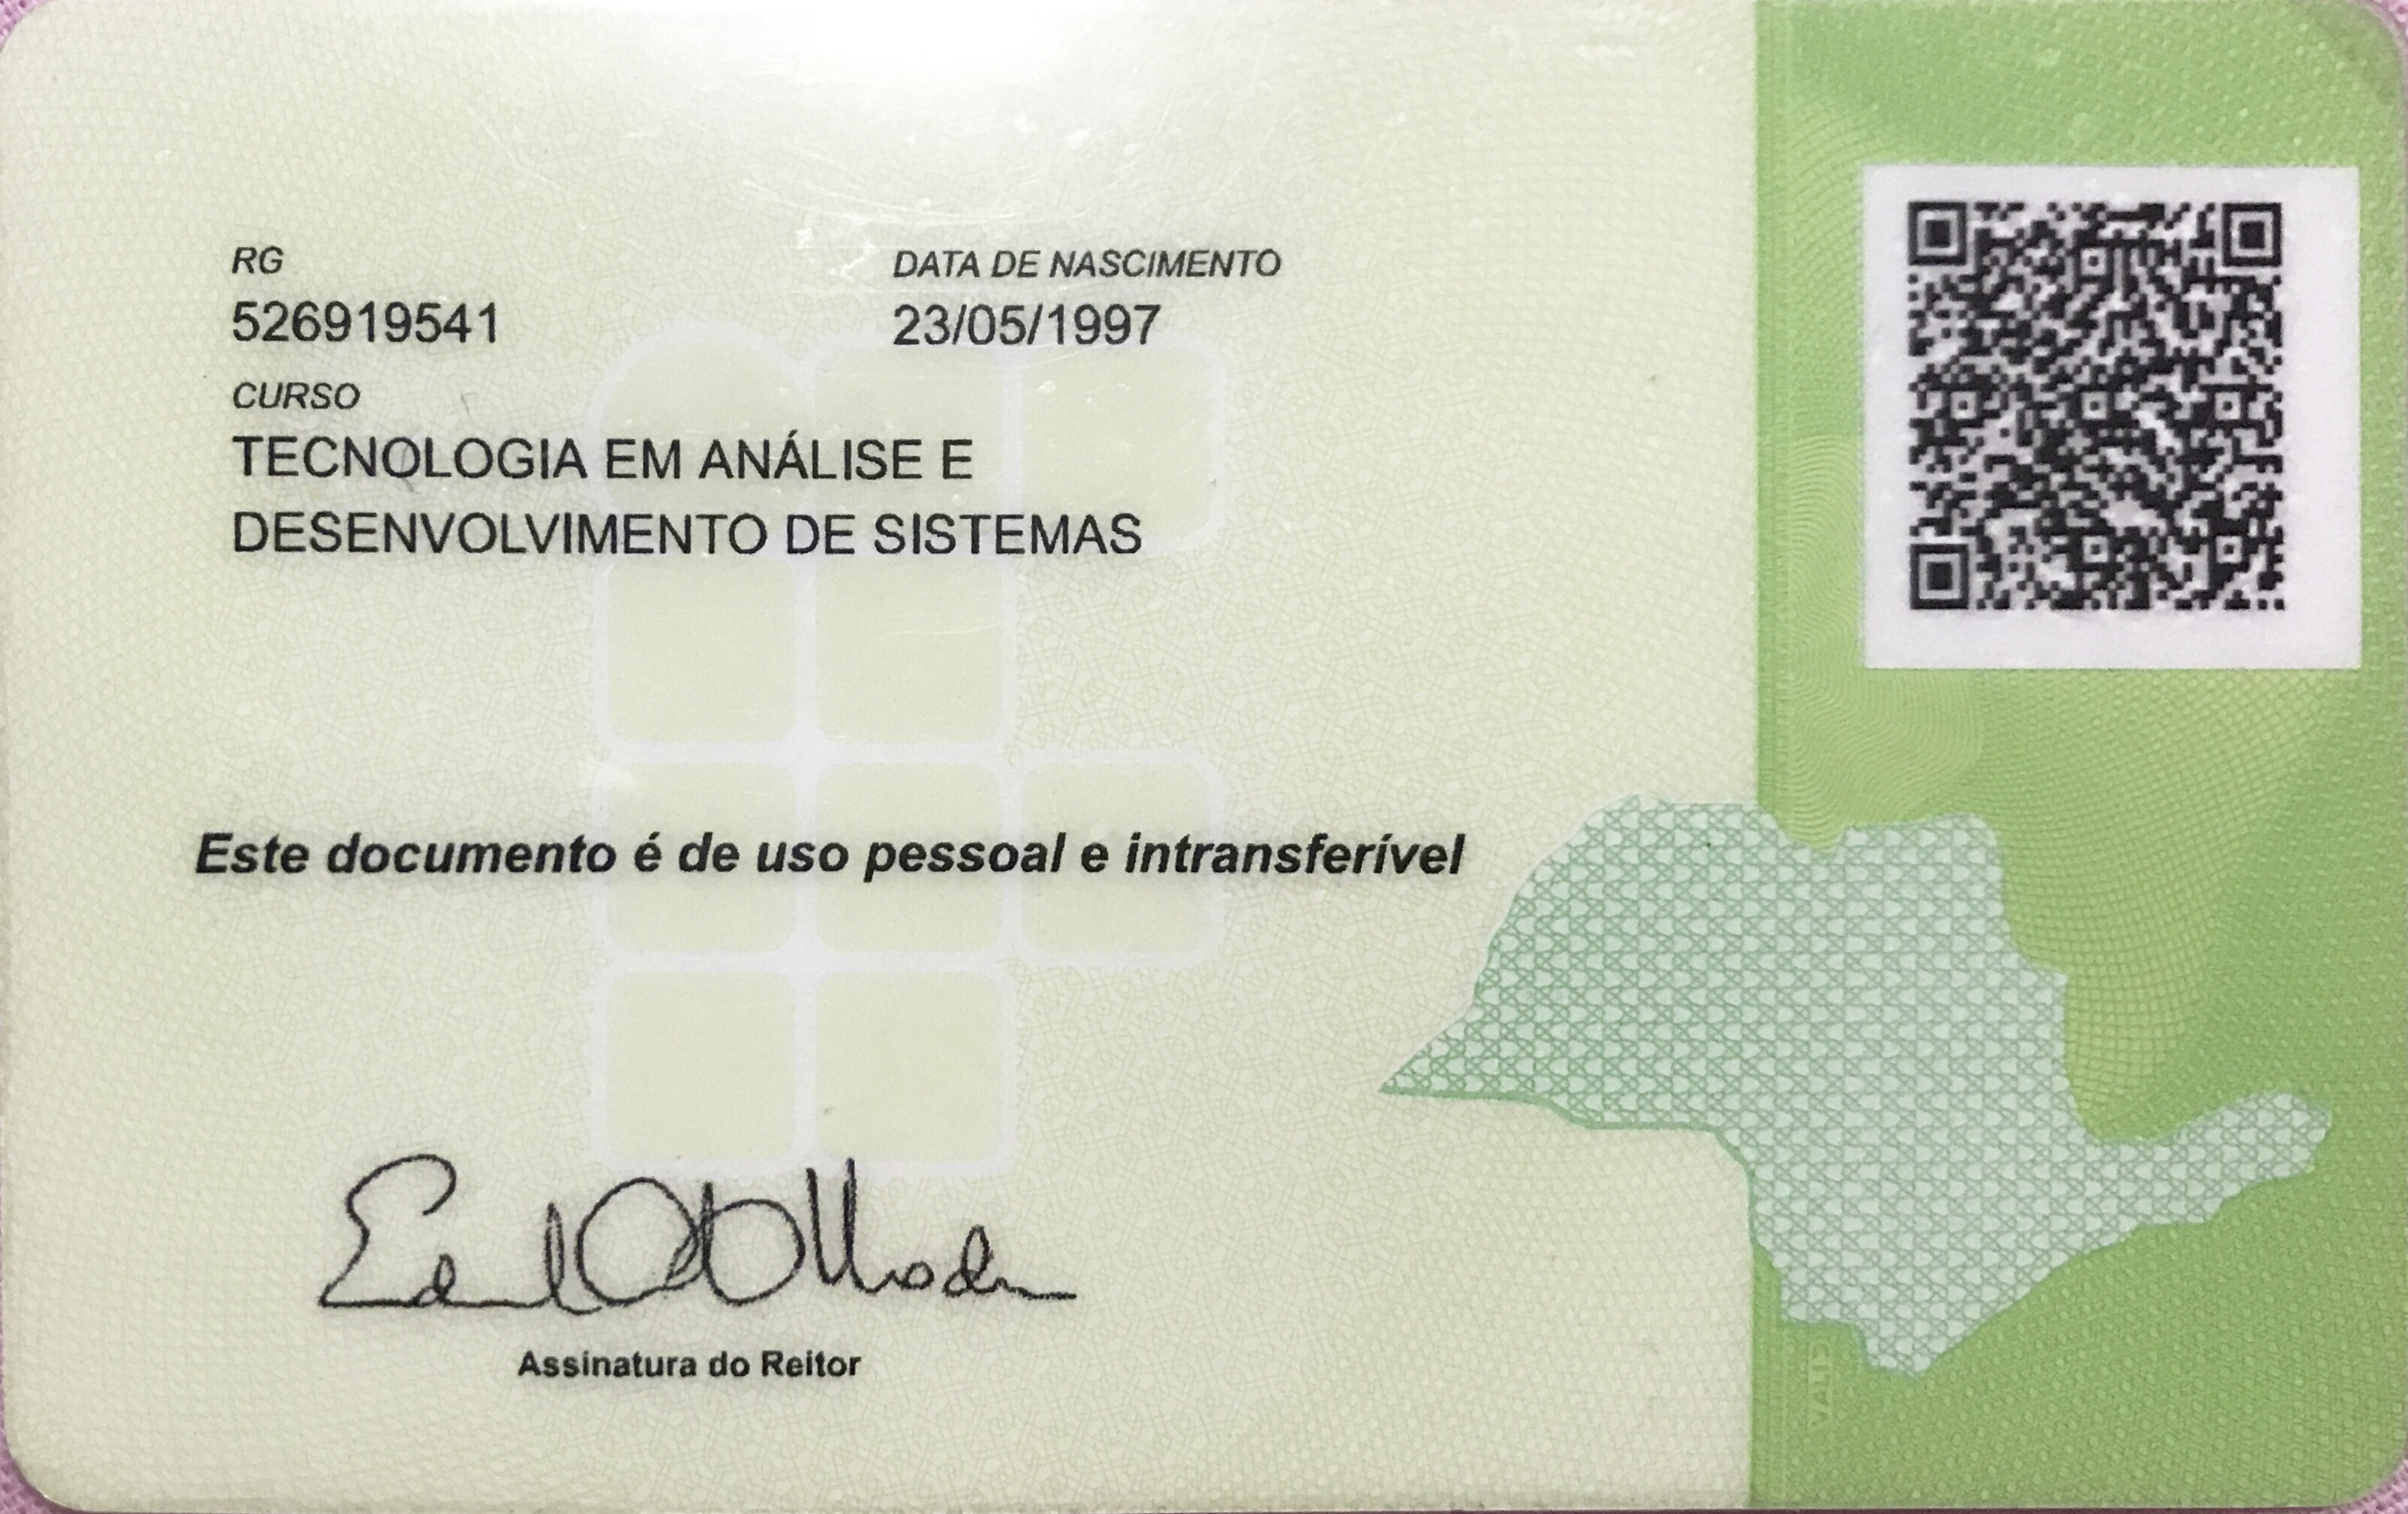 RG
526919541
DATA DE NASCIMENTO
23/05/1997
CURSO
TECNOLOGIA EM ANÁLISE E
DESENVOLVIMENTO DE SISTEMAS
Este documento é de uso pessoal e intransferível
Assinatura do Reitor